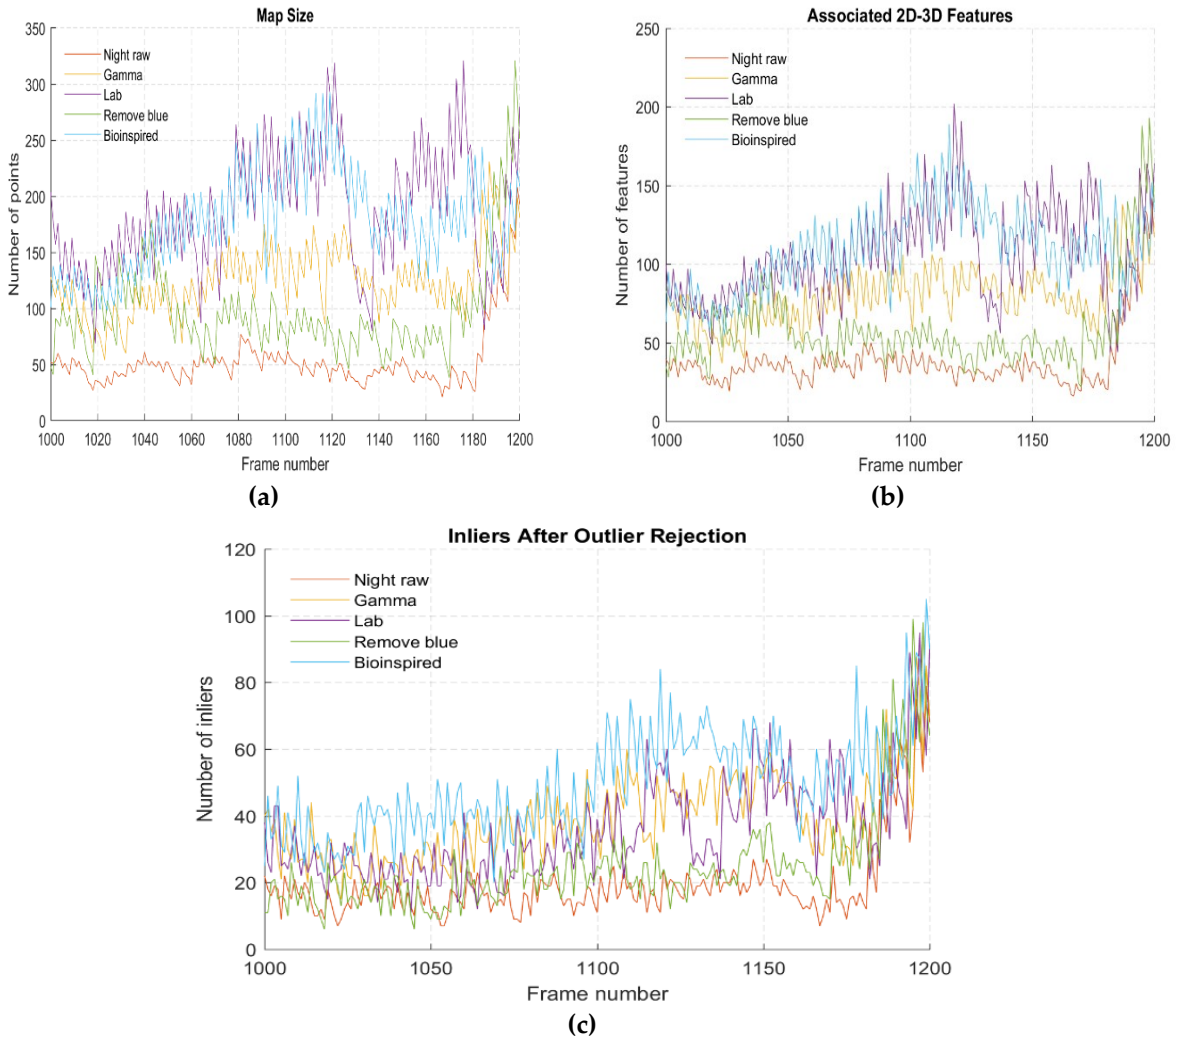 Map Size
350
300
250
200
150
100
50
0
Number of points
Night raw
Gamma
Lab
Remove blue
Bioinspired
1000 1020 1040 1060 1080 1100 1120 1140 1160 1180 1200
Frame number
(a)
Associated 2D-3D Features
250
200
150
100
50
0
Number of features
Night raw
Gamma
Lab
Remove blue
Bioinspired
1000 1050 1100 1150 1200
Frame number
(b)
Inliers After Outlier Rejection
120
100
80
60
40
20
0
Number of inliers
Night raw
Gamma
Lab
Remove blue
Bioinspired
1000 1050 1100 1150 1200
Frame number
(c)